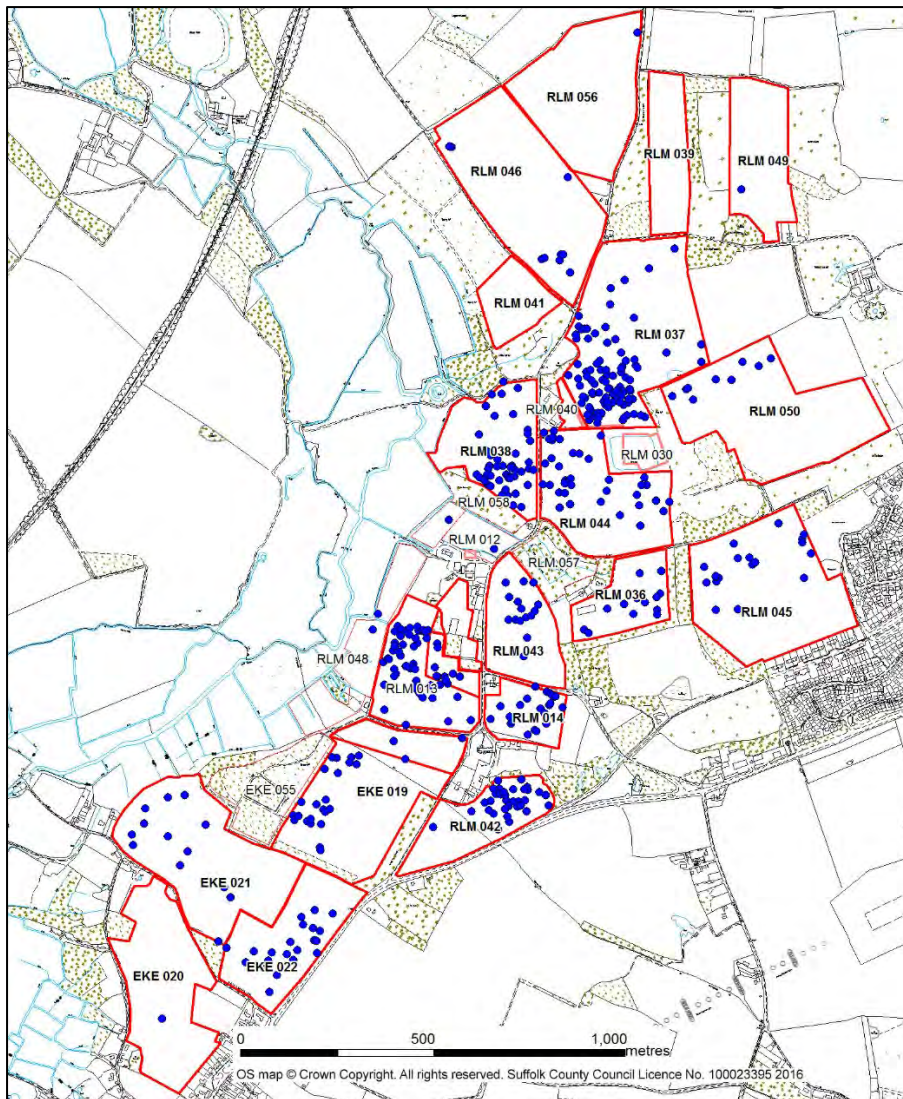 RLM 056
RLM 039
RLM 049
RLM 046
RLM 041
RLM 037
RLM 050
RLM 040
RLM 038
RLM 030
RLM 058
RLM 044
RLM 012
RLM 057
RLM 036
RLM 045
RLM 043
RLM 048
RLM 013
RLM 014
EKE 019
EKE 055
RLM 042
EKE 021
EKE 022
EKE 020
0 500 1,000
metres
OS map © Crown Copyright. All rights reserved. Suffolk County Council Licence No. 100023395 2016